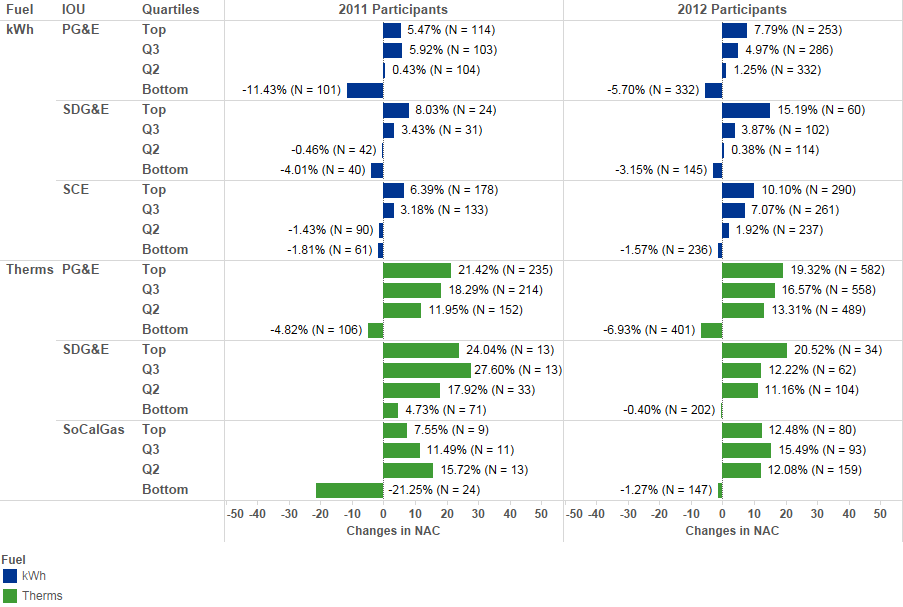 Fuel IOU Quartiles 2011 Participants 2012 Participants
kWh PG&E Top 5.47% (N = 114) 7.79% (N = 253)
Q3 5.92% (N = 103) 4.97% (N = 286)
Q2 0.43% (N = 104) 1.25% (N = 332)
Bottom -11.43% (N = 101) -5.70% (N = 332)
SDG&E Top 8.03% (N = 24) 15.19% (N = 60)
Q3 3.43% (N = 31) 3.87% (N = 102)
Q2 -0.46% (N = 42) 0.38% (N = 114)
Bottom -4.01% (N = 40) -3.15% (N = 145)
SCE Top 6.39% (N = 178) 10.10% (N = 290)
Q3 3.18% (N = 133) 7.07% (N = 261)
Q2 -1.43% (N = 90) 1.92% (N = 237)
Bottom -1.81% (N = 61) -1.57% (N = 236)
Therms PG&E Top 21.42% (N = 235) 19.32% (N = 582)
Q3 18.29% (N = 214) 16.57% (N = 558)
Q2 11.95% (N = 152) 13.31% (N = 489)
Bottom -4.82% (N = 106) -6.93% (N = 401)
SDG&E Top 24.04% (N = 13) 20.52% (N = 34)
Q3 27.60% (N = 13) 12.22% (N = 62)
Q2 17.92% (N = 33) 11.16% (N = 104)
Bottom 4.73% (N = 71) -0.40% (N = 202)
SoCalGas Top 7.55% (N = 9) 12.48% (N = 80)
Q3 11.49% (N = 11) 15.49% (N = 93)
Q2 15.72% (N = 13) 12.08% (N = 159)
Bottom -21.25% (N = 24) -1.27% (N = 147)
-50 -40 -30 -20 -10 0 10 20 30 40 50 -50 -40 -30 -20 -10 0 10 20 30 40 50
Changes in NAC Changes in NAC
Fuel
kWh
Therms